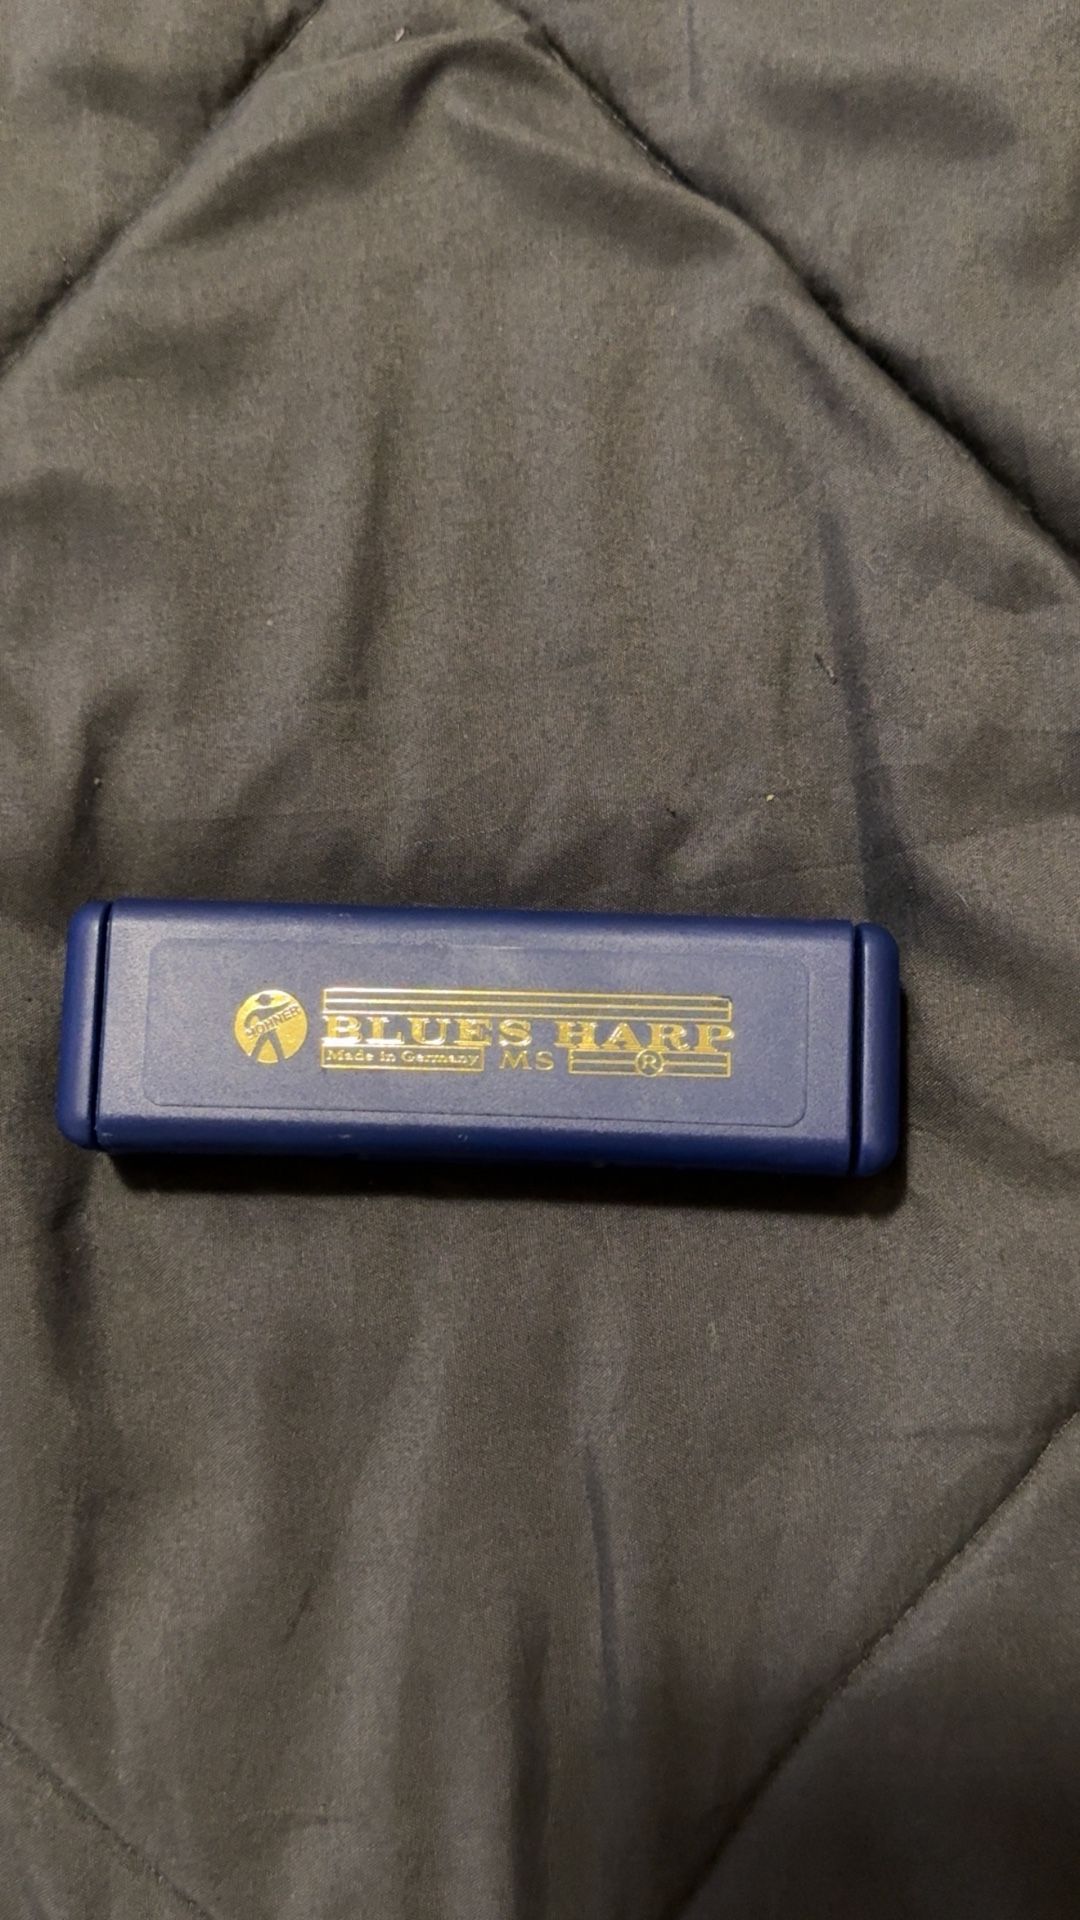 HOHNER
BLUES HARP
Made in Germany MS ®